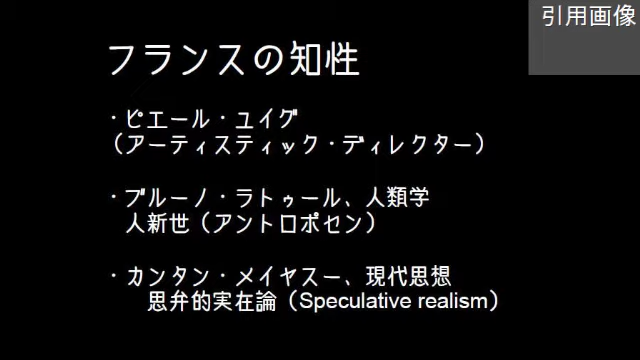 引用画像
フランスの知性
・ピエール・ユイグ
（アーティスティック・ディレクター）
・ブルーノ・ラトゥール、人類学
人新世（アントロポセン）
・カンタン・メイヤスー、現代思想
思弁的実在論（Speculative realism）